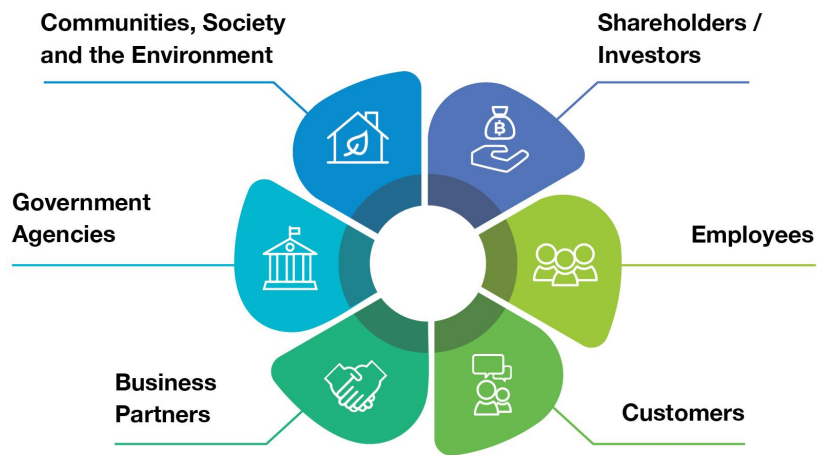 Communities, Society
and the Environment
Shareholders /
Investors
Government
Agencies
Employees
Business
Partners
Customers
฿